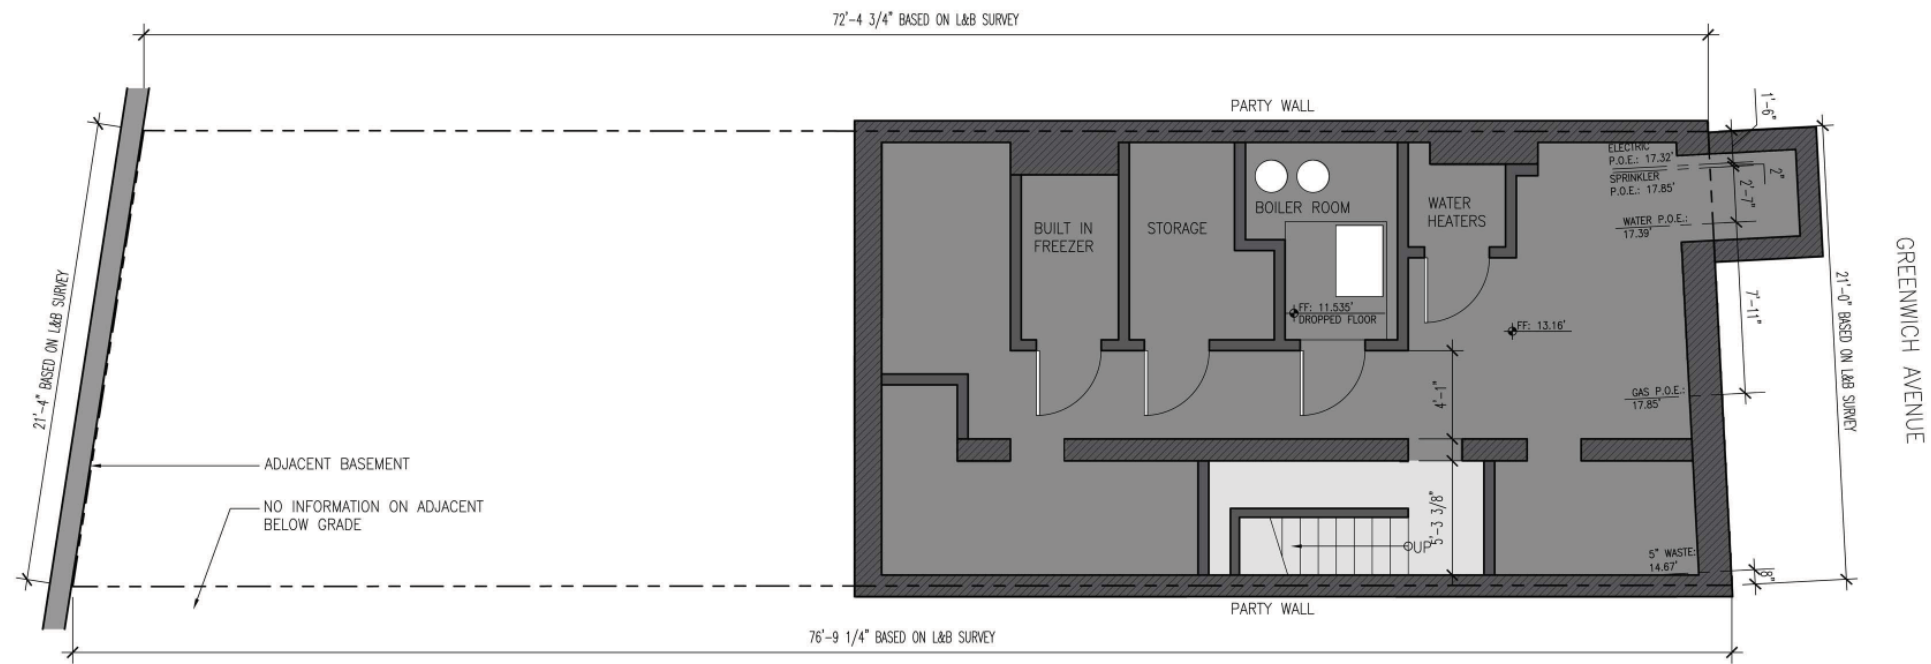 72'-4 3/4" BASED ON L&B SURVEY
PARTY WALL
1'-6"
ELECTRIC
P.O.E.: 17.32'
SPRINKLER
P.O.E.: 17.85'
2"
2'-7"
WATER P.O.E.:
17.39'
BUILT IN
FREEZER
STORAGE
BOILER ROOM
WATER
HEATERS
GREENWICH AVENUE
21'-4" BASED ON L&B SURVEY
21'-0" BASED ON L&B SURVEY
7'-11"
FF: 11.535'
DROPPED FLOOR
FF: 13.16'
4'-1"
GAS P.O.E.:
17.85'
ADJACENT BASEMENT
NO INFORMATION ON ADJACENT
BELOW GRADE
5'-3 3/8"
UP
5" WASTE:
14.67'
8"
PARTY WALL
76'-9 1/4" BASED ON L&B SURVEY